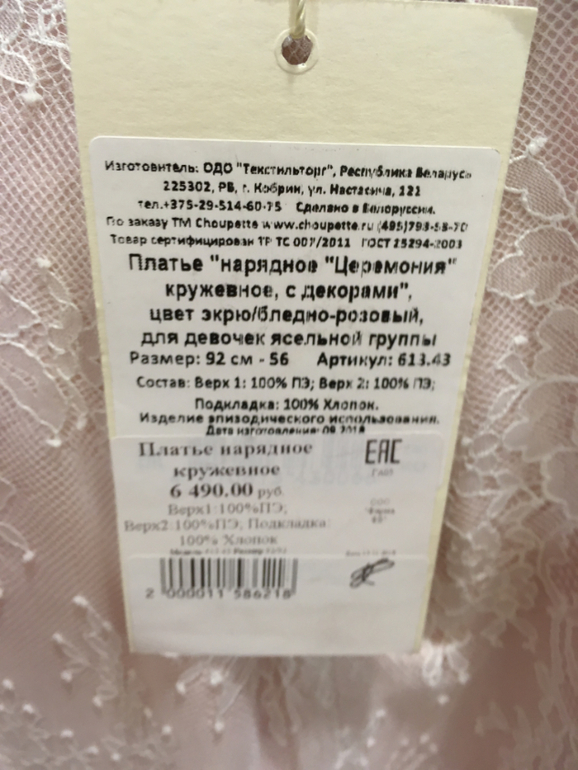 Изготовитель: ОДО "Текстильторг", Республика Беларусь
225302, РБ, г. Кобрин, ул. Настасича, 121
тел.+375-29-514-60-75 Сделано в Белоруссии.
По заказу ТМ Choupette www.choupette.ru (495)793-58-70
Товар сертифицирован ТР ТС 007/2011 ГОСТ 25294-2003
Платье "нарядное "Церемония"
кружевное, с декорами",
цвет экрю/бледно-розовый,
для девочек ясельной группы
Размер: 92 см - 56 Артикул: 613.43
Состав: Верх 1: 100% ПЭ; Верх 2: 100% ПЭ;
Подкладка: 100% Хлопок.
Изделие эпизодического использования.
Дата изготовления: 09.2018
Платье нарядное
кружевное
EAC
6 490.00 руб.
Верх1:100%ПЭ;
ООО
Верх2:100%ПЭ, Подкладка:
100% Хлопок
2 000011 586218